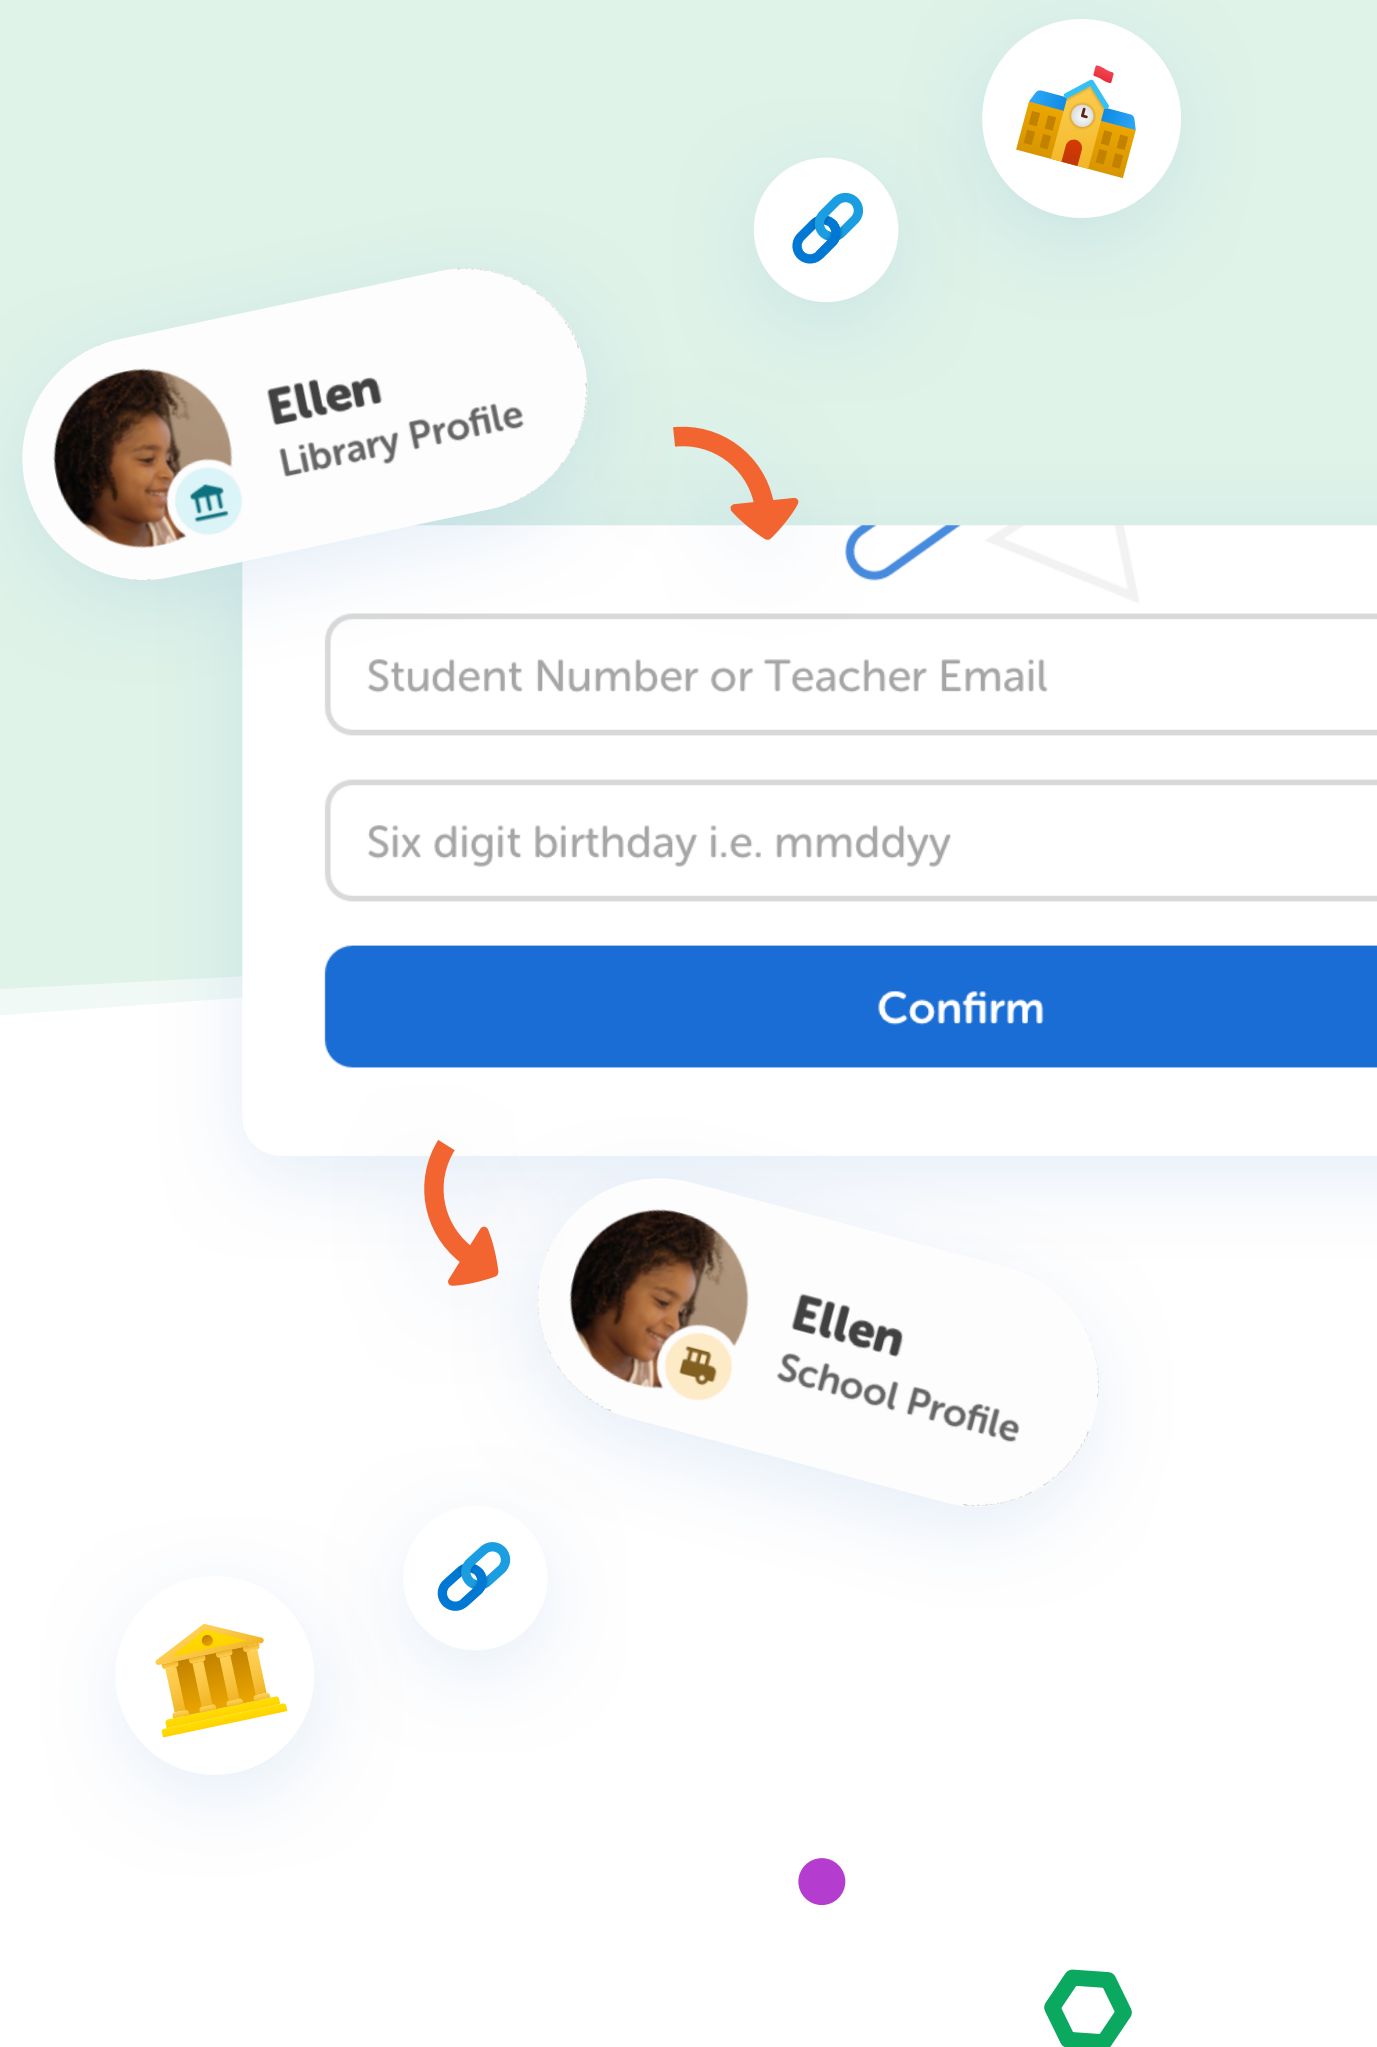 Ellen
Library Profile
Student Number or Teacher Email
Six digit birthday i.e. mmddyy
Confirm
Ellen
School Profile